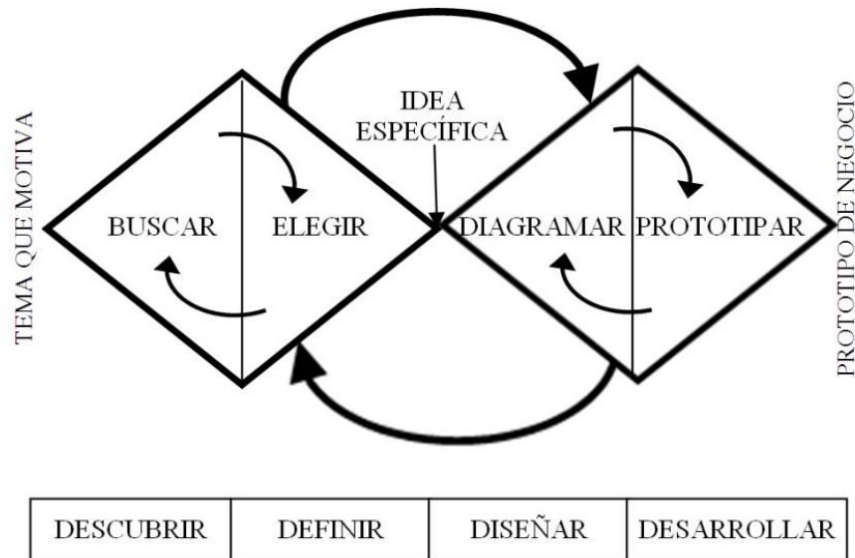 TEMA QUE MOTIVA
IDEA
ESPECÍFICA
BUSCAR
ELEGIR
DIAGRAMAR
PROTOTIPAR
PROTOTIPO DE NEGOCIO
DESCUBRIR
DEFINIR
DISEÑAR
DESARROLLAR